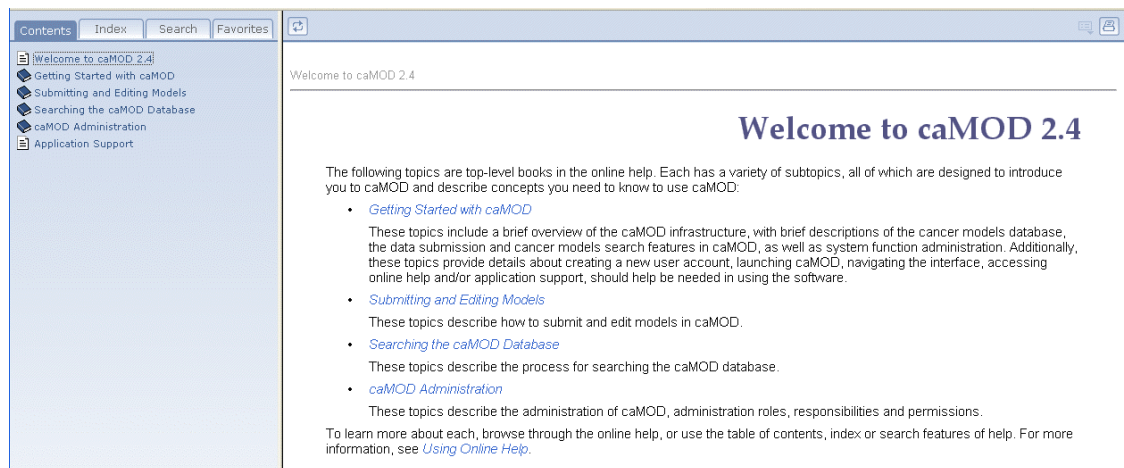 Contents
Index
Search
Favorites
Welcome to caMOD 2.4
Getting Started with caMOD
Submitting and Editing Models
Searching the caMOD Database
caMOD Administration
Application Support
Welcome to caMOD 2.4
Welcome to caMOD 2.4
The following topics are top-level books in the online help. Each has a variety of subtopics, all of which are designed to introduce
you to caMOD and describe concepts you need to know to use caMOD:
• Getting Started with caMOD
These topics include a brief overview of the caMOD infrastructure, with brief descriptions of the cancer models database,
the data submission and cancer models search features in caMOD, as well as system function administration. Additionally,
these topics provide details about creating a new user account, launching caMOD, navigating the interface, accessing
online help and/or application support, should help be needed in using the software.
• Submitting and Editing Models
These topics describe how to submit and edit models in caMOD.
• Searching the caMOD Database
These topics describe the process for searching the caMOD database.
• caMOD Administration
These topics describe the administration of caMOD, administration roles, responsibilities and permissions.
To learn more about each, browse through the online help, or use the table of contents, index or search features of help. For more
information, see Using Online Help.